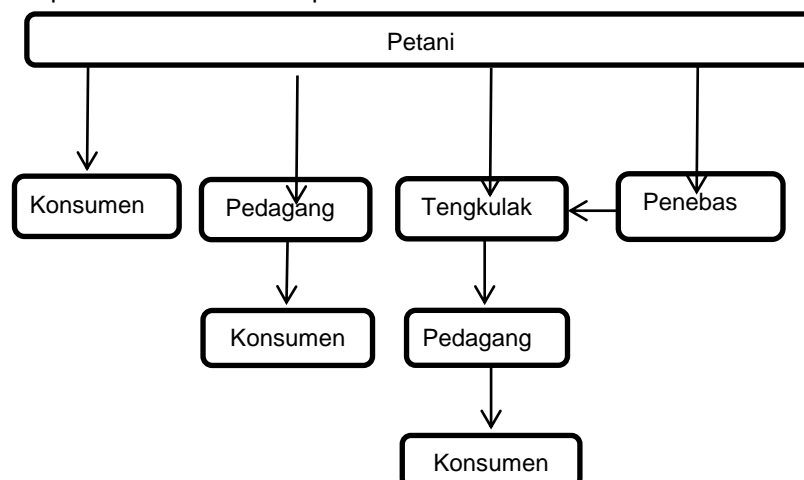 Petani
Konsumen
Pedagang
Tengkulak
Penebas
Konsumen
Pedagang
Konsumen